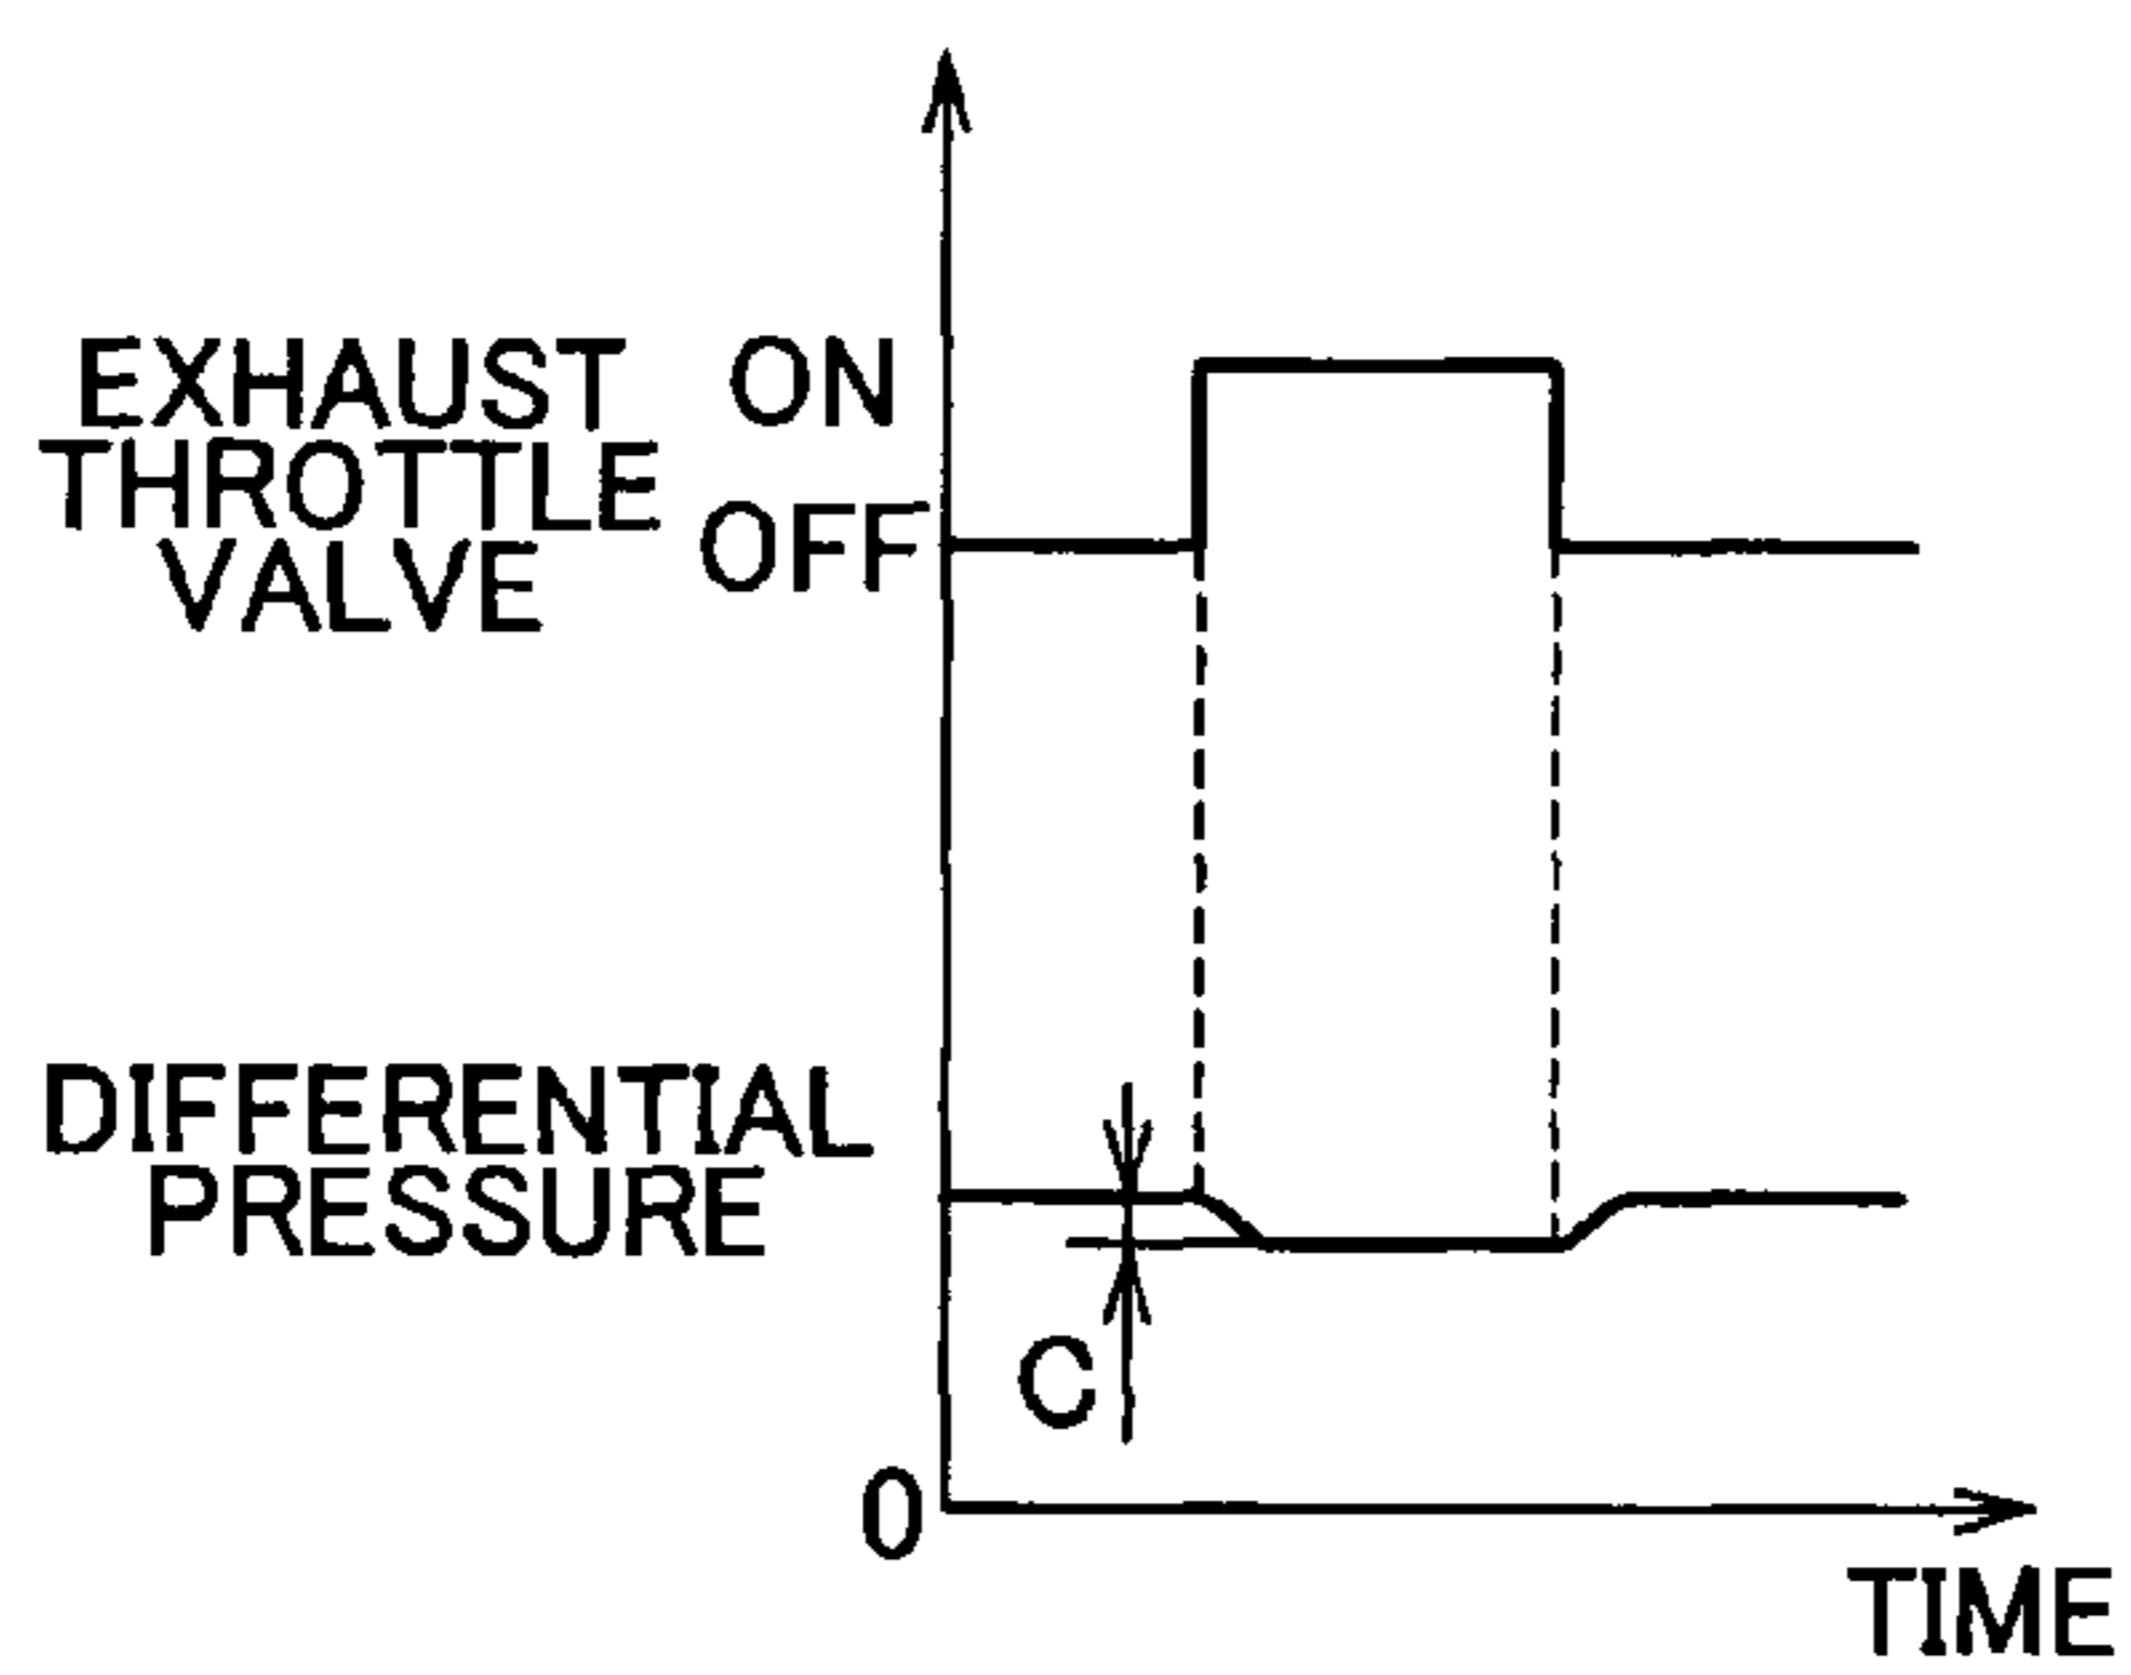 EXHAUST ON
THROTTLE
OFF
VALVE
DIFFERENTIAL
PRESSURE
C
0
TIME